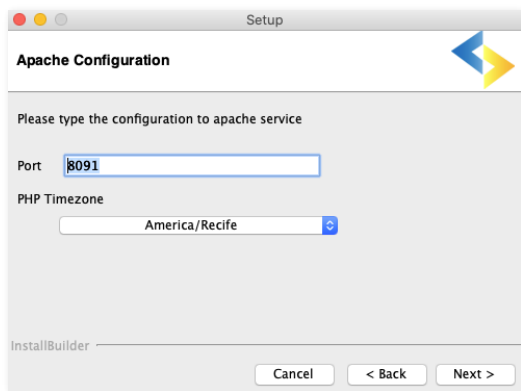 Setup
Apache Configuration
Please type the configuration to apache service
Port 8091
PHP Timezone
America/Recife
InstallBuilder
Cancel < Back Next >